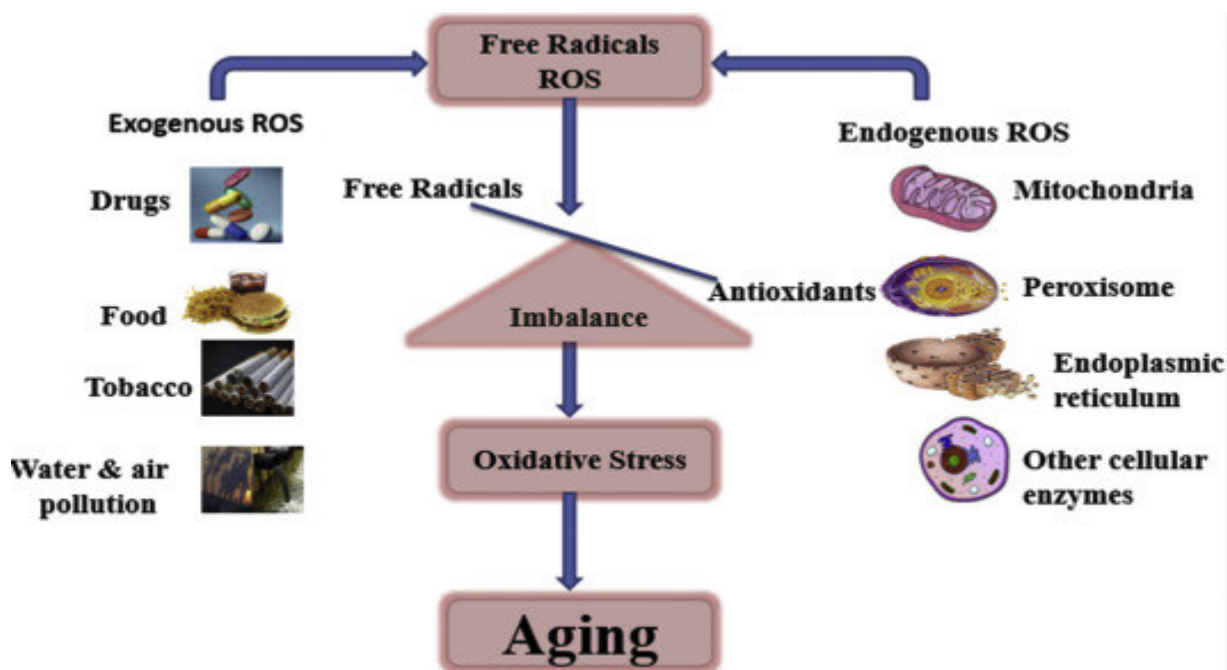 Free Radicals
ROS
Exogenous ROS
Drugs
Food
Tobacco
Water & air
pollution
Free Radicals
Antioxidants
Imbalance
Oxidative Stress
Aging
Endogenous ROS
Mitochondria
Peroxisome
Endoplasmic
reticulum
Other cellular
enzymes